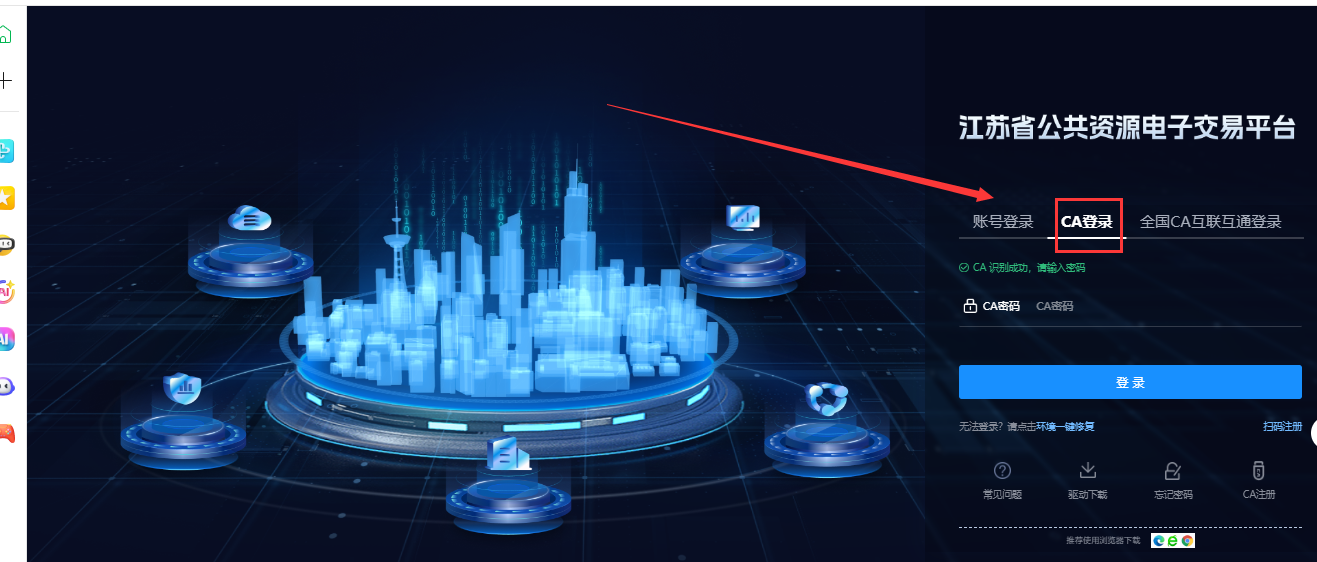 江苏省公共资源电子交易平台
账号登录 CA登录 全国CA互联互通登录
CA 识别成功，请输入密码
CA密码 CA密码
登 录
无法登录？请点击环境一键修复 扫码注册
常见问题 驱动下载 忘记密码 CA注册
推荐使用浏览器下载